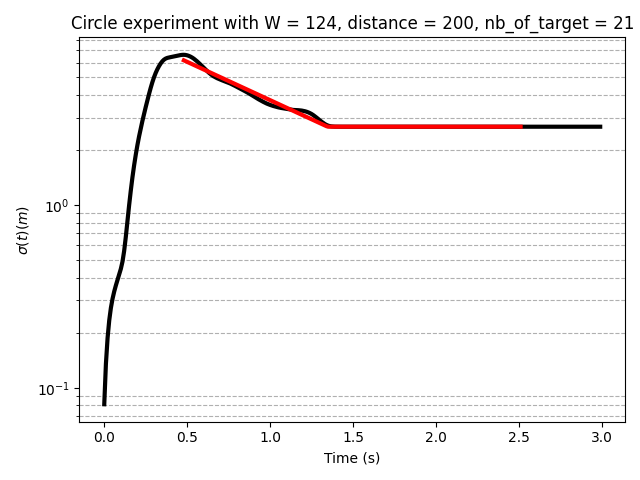 Circle experiment with W = 124, distance = 200, nb_of_target = 21
σ(t)(m)
10⁰
10⁻¹
0.0 0.5 1.0 1.5 2.0 2.5 3.0
Time (s)